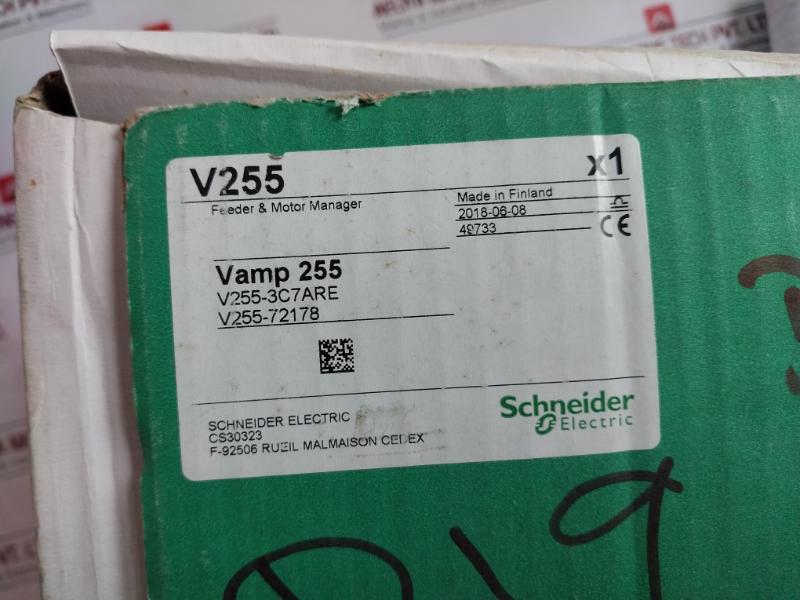 V255
x1
Feeder & Motor Manager
Made in Finland
2018-06-08
49733
CE
Vamp 255
V255-3C7ARE
V255-72178
SCHNEIDER ELECTRIC
CS30323
F-92506 RUEIL MALMAISON CEDEX
Schneider
Electric